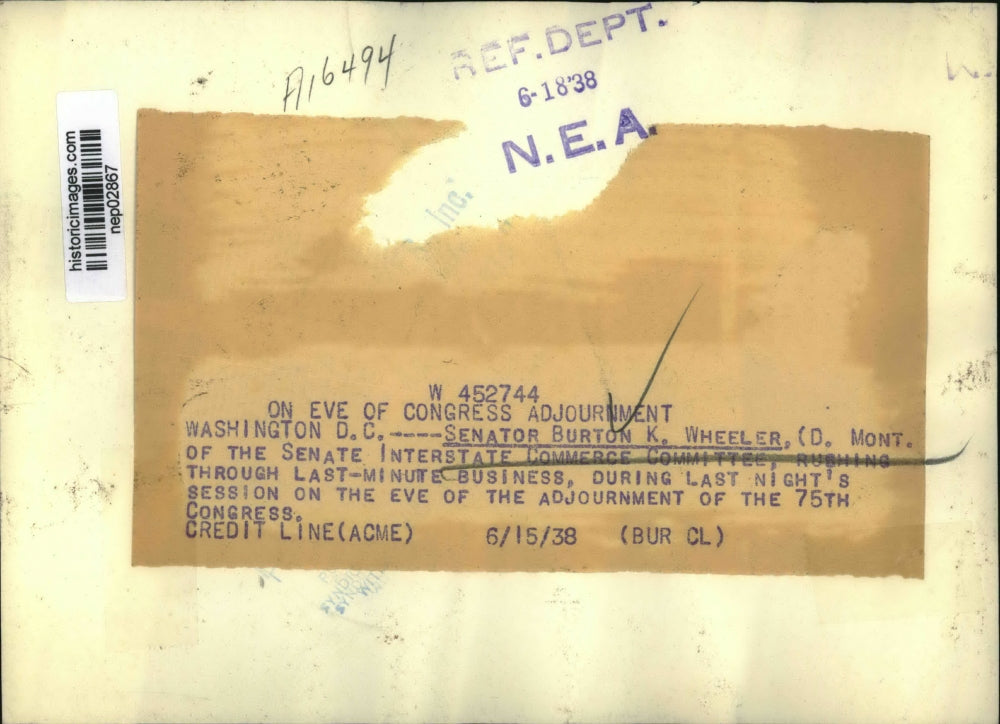 A16494
REF. DEPT.
6-18'38
N.E.A.
Inc.
historicimages.com
nep02867
W 452744
ON EVE OF CONGRESS ADJOURNMENT
WASHINGTON D.C.----SENATOR BURTON K. WHEELER, (D. MONT.
OF THE SENATE INTERSTATE COMMERCE COMMITTEE, RUSHING
THROUGH LAST-MINUTE BUSINESS, DURING LAST NIGHT'S
SESSION ON THE EVE OF THE ADJOURNMENT OF THE 75TH
CONGRESS.
CREDIT LINE(ACME) 6/15/38 (BUR CL)